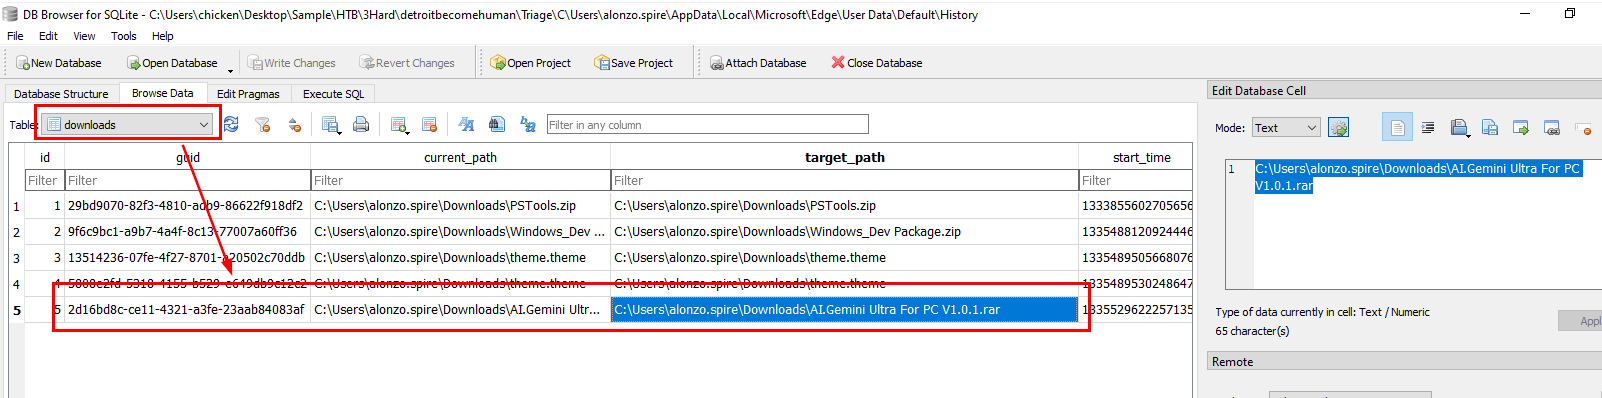 DB Browser for SQLite - C:\Users\chicken\Desktop\Sample\HTB\3Hard\detroitbecomehuman\Triage\C\Users\alonzo.spire\AppData\Local\Microsoft\Edge\User Data\Default\History
File Edit View Tools Help
New Database Open Database Write Changes Revert Changes Open Project Save Project Attach Database Close Database
Database Structure Browse Data Edit Pragmas Execute SQL
Table: downloads Filter in any column
id guid current_path target_path start_time
Filter Filter Filter Filter Filter
1 1 29bd9070-82f3-4810-adb9-86622f918df2 C:\Users\alonzo.spire\Downloads\PSTools.zip C:\Users\alonzo.spire\Downloads\PSTools.zip 1333855602705656
2 2 9f6c9bc1-a9b7-4a4f-8c13-77007a60ff36 C:\Users\alonzo.spire\Downloads\Windows_Dev ... C:\Users\alonzo.spire\Downloads\Windows_Dev Package.zip 1335488120924446
3 3 13514236-07fe-4f27-8701-a20502c70ddb C:\Users\alonzo.spire\Downloads\theme.theme C:\Users\alonzo.spire\Downloads\theme.theme 1335489505668076
4 4 C:\Users\alonzo.spire\Downloads\theme.theme C:\Users\alonzo.spire\Downloads\theme.theme 1335489530248647
5 5 2d16bd8c-ce11-4321-a3fe-23aab84083af C:\Users\alonzo.spire\Downloads\AI.Gemini Ultr... C:\Users\alonzo.spire\Downloads\AI.Gemini Ultra For PC V1.0.1.rar 1335529622257135
Edit Database Cell
Mode: Text
1 C:\Users\alonzo.spire\Downloads\AI.Gemini Ultra For PC
V1.0.1.rar
Type of data currently in cell: Text / Numeric
65 character(s)
Appl
Remote